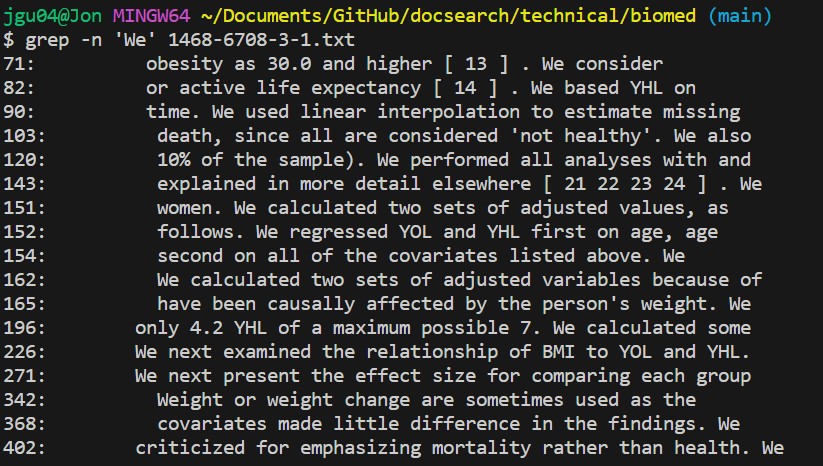 jgu04@Jon MINGW64 ~/Documents/GitHub/docsearch/technical/biomed (main)
$ grep -n 'We' 1468-6708-3-1.txt
71:          obesity as 30.0 and higher [ 13 ] . We consider
82:          or active life expectancy [ 14 ] . We based YHL on
90:          time. We used linear interpolation to estimate missing
103:          death, since all are considered 'not healthy'. We also
120:          10% of the sample). We performed all analyses with and
143:          explained in more detail elsewhere [ 21 22 23 24 ] . We
151:          women. We calculated two sets of adjusted values, as
152:          follows. We regressed YOL and YHL first on age, age
154:          second on all of the covariates listed above. We
162:          We calculated two sets of adjusted variables because of
165:          have been causally affected by the person's weight. We
196:        only 4.2 YHL of a maximum possible 7. We calculated some
226:        We next examined the relationship of BMI to YOL and YHL.
271:        We next present the effect size for comparing each group
342:          Weight or weight change are sometimes used as the
368:          covariates made little difference in the findings. We
402:        criticized for emphasizing mortality rather than health. We